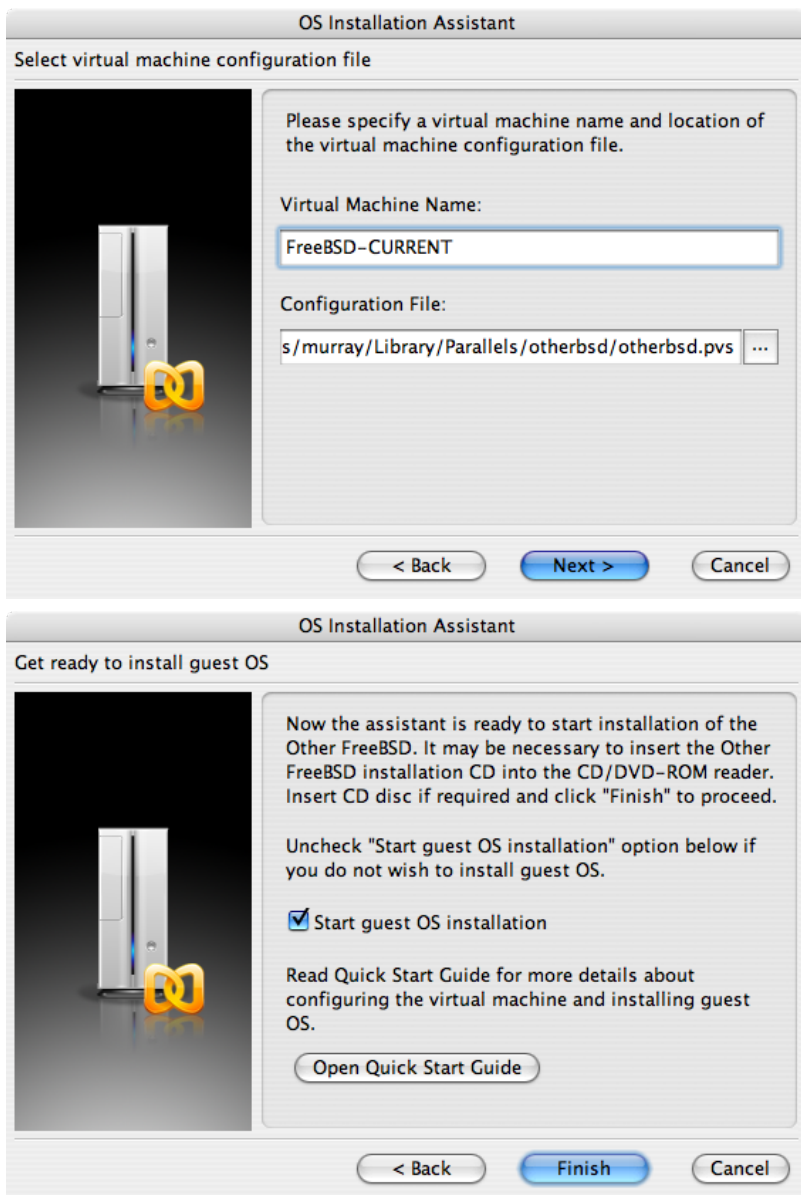 OS Installation Assistant
Select virtual machine configuration file
Please specify a virtual machine name and location of
the virtual machine configuration file.
Virtual Machine Name:
FreeBSD-CURRENT
Configuration File:
s/murray/Library/Parallels/otherbsd/otherbsd.pvs
...
< Back
Next >
Cancel
OS Installation Assistant
Get ready to install guest OS
Now the assistant is ready to start installation of the
Other FreeBSD. It may be necessary to insert the Other
FreeBSD installation CD into the CD/DVD-ROM reader.
Insert CD disc if required and click "Finish" to proceed.
Uncheck "Start guest OS installation" option below if
you do not wish to install guest OS.
Start guest OS installation
Read Quick Start Guide for more details about
configuring the virtual machine and installing guest
OS.
Open Quick Start Guide
< Back
Finish
Cancel